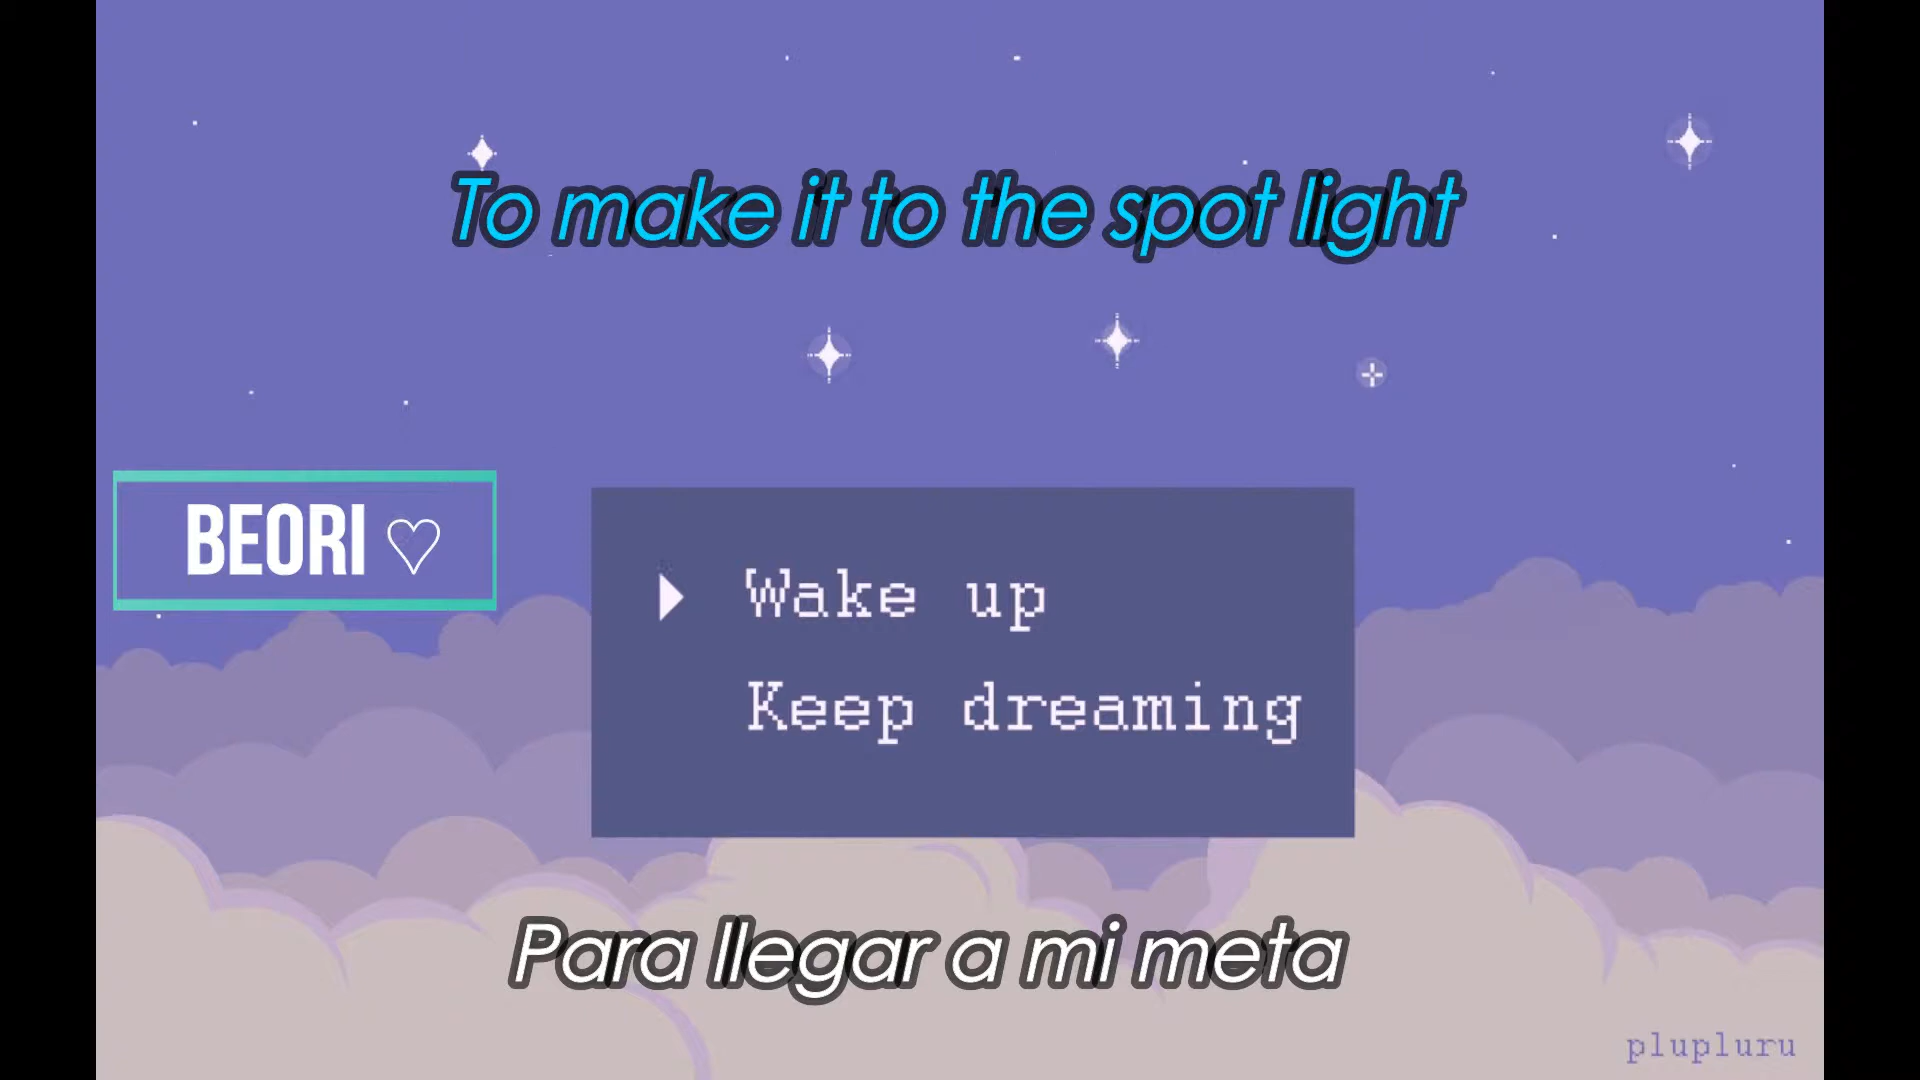 To make it to the spot light
BEORI ♡
Wake up
Keep dreaming
Para llegar a mi meta
plupluru